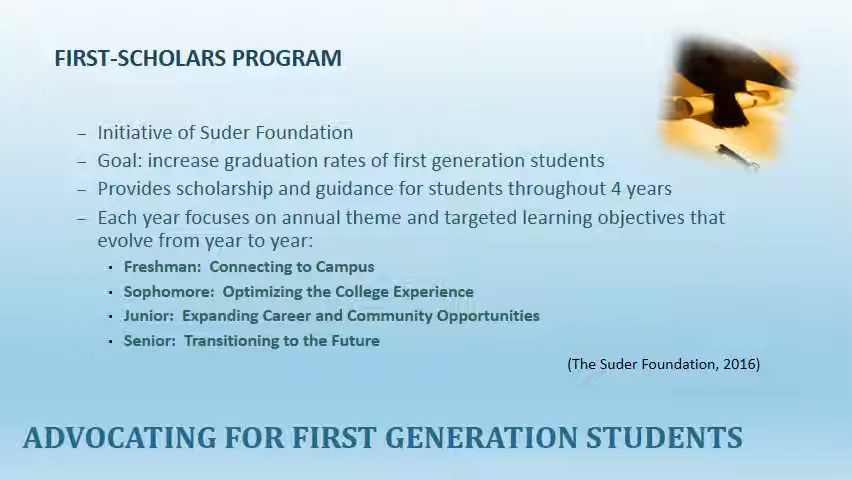 FIRST-SCHOLARS PROGRAM
– Initiative of Suder Foundation
– Goal: increase graduation rates of first generation students
– Provides scholarship and guidance for students throughout 4 years
– Each year focuses on annual theme and targeted learning objectives that
evolve from year to year:
• Freshman: Connecting to Campus
• Sophomore: Optimizing the College Experience
• Junior: Expanding Career and Community Opportunities
• Senior: Transitioning to the Future
(The Suder Foundation, 2016)
ADVOCATING FOR FIRST GENERATION STUDENTS